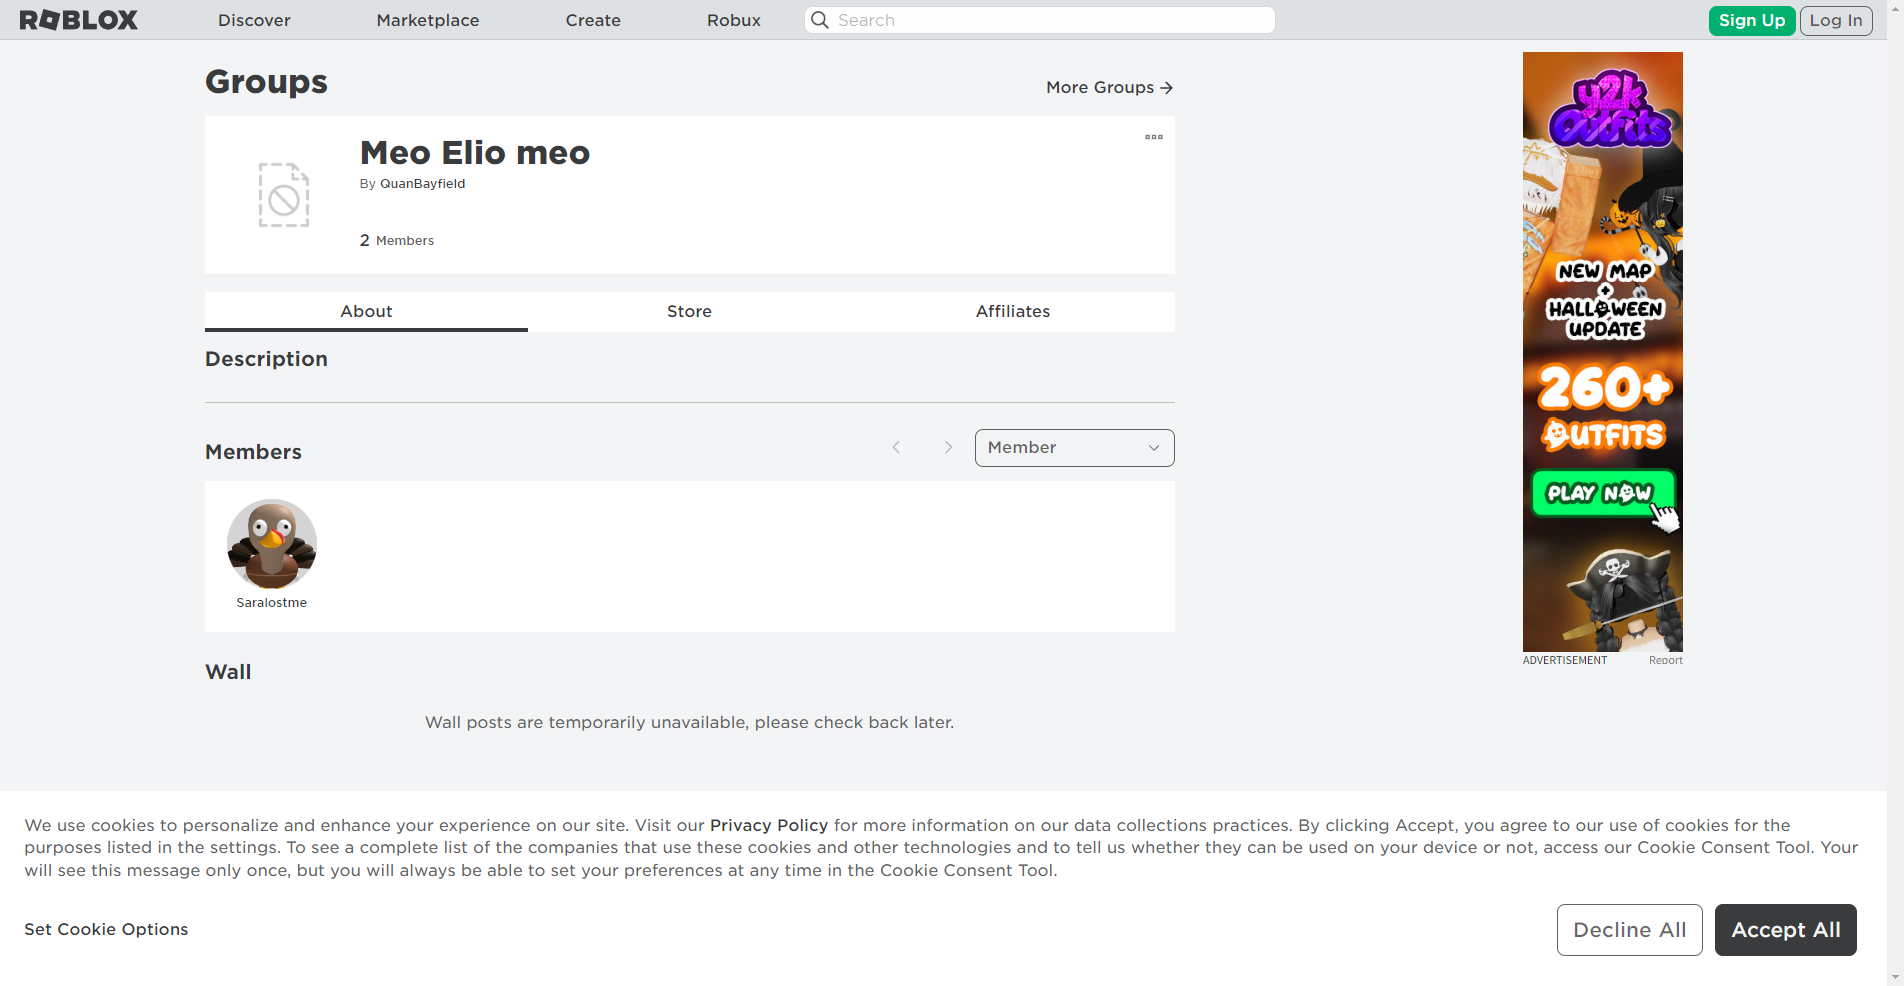 ROBLOX
Discover
Marketplace
Create
Robux
Search
Sign Up
Log In
Groups
More Groups
Meo Elio meo
By QuanBayfield
2 Members
About
Store
Affiliates
Description
Members
Member
Saralostme
Wall
Wall posts are temporarily unavailable, please check back later.
y2k
Outfits
NEW MAP
+
HALLOWEEN
UPDATE
260+
OUTFITS
PLAY NOW
ADVERTISEMENT
Report
We use cookies to personalize and enhance your experience on our site. Visit our Privacy Policy for more information on our data collections practices. By clicking Accept, you agree to our use of cookies for the
purposes listed in the settings. To see a complete list of the companies that use these cookies and other technologies and to tell us whether they can be used on your device or not, access our Cookie Consent Tool. Your
will see this message only once, but you will always be able to set your preferences at any time in the Cookie Consent Tool.
Set Cookie Options
Decline All
Accept All